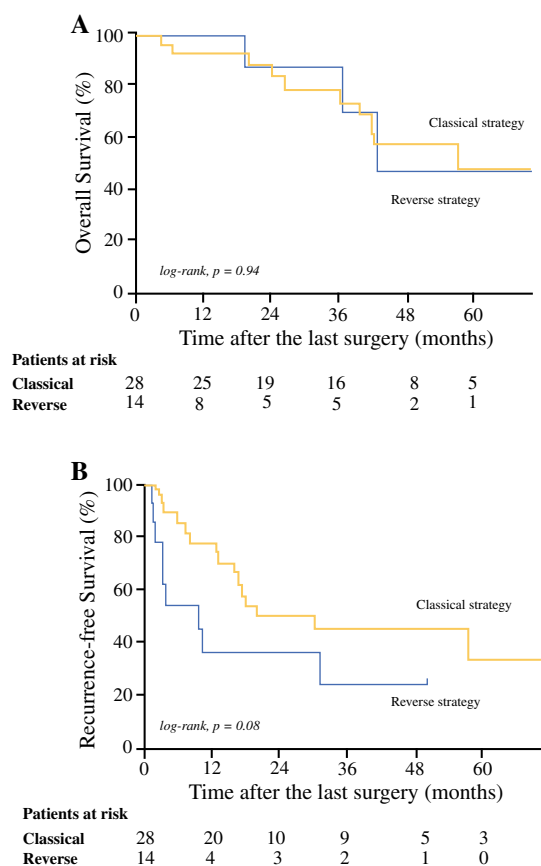 A
Overall Survival (%)
100
80
60
40
20
0
Classical strategy
Reverse strategy
log-rank, p = 0.94
0 12 24 36 48 60
Time after the last surgery (months)
Patients at risk
Classical 28 25 19 16 8 5
Reverse 14 8 5 5 2 1
B
Recurrence-free Survival (%)
100
80
60
40
20
0
Classical strategy
Reverse strategy
log-rank, p = 0.08
0 12 24 36 48 60
Time after the last surgery (months)
Patients at risk
Classical 28 20 10 9 5 3
Reverse 14 4 3 2 1 0